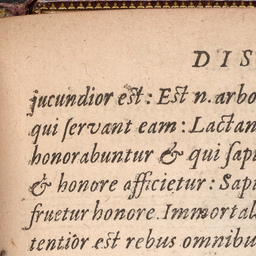 DIS
jucundior est: Est n. arbo
qui ſervant eam: Lactan
honorabuntur & qui ſapi
& honore afficietur: Sapi
fruetur honore. Immortal
tentiòr est rebus omnibu